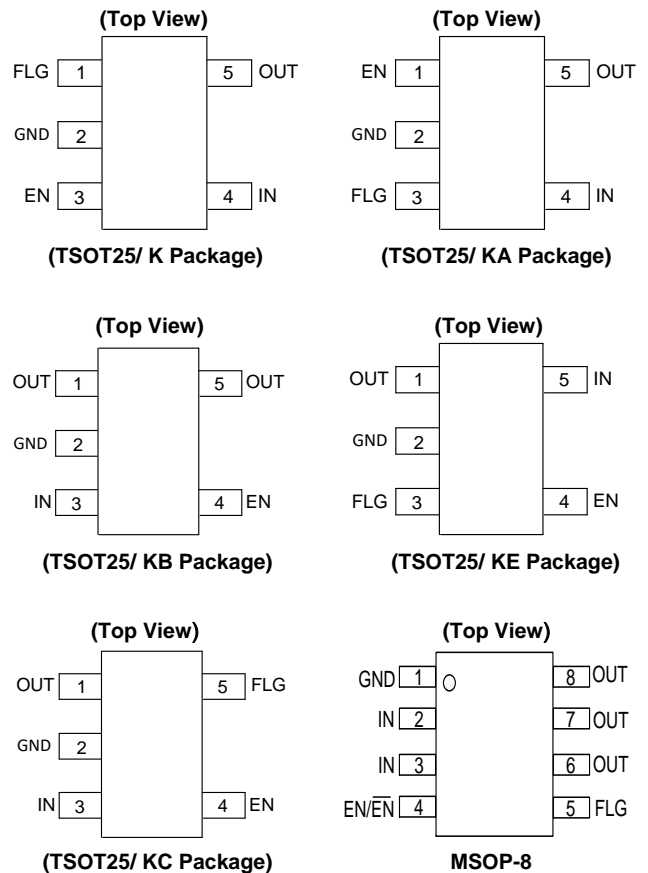 (Top View)
FLG 1 5 OUT
GND 2
EN 3 4 IN
(TSOT25/ K Package)
(Top View)
EN 1 5 OUT
GND 2
FLG 3 4 IN
(TSOT25/ KA Package)
(Top View)
OUT 1 5 OUT
GND 2
IN 3 4 EN
(TSOT25/ KB Package)
(Top View)
OUT 1 5 IN
GND 2
FLG 3 4 EN
(TSOT25/ KE Package)
(Top View)
OUT 1 5 FLG
GND 2
IN 3 4 EN
(TSOT25/ KC Package)
(Top View)
GND 1 8 OUT
IN 2 7 OUT
IN 3 6 OUT
EN/E̅N̅ 4 5 FLG
MSOP-8